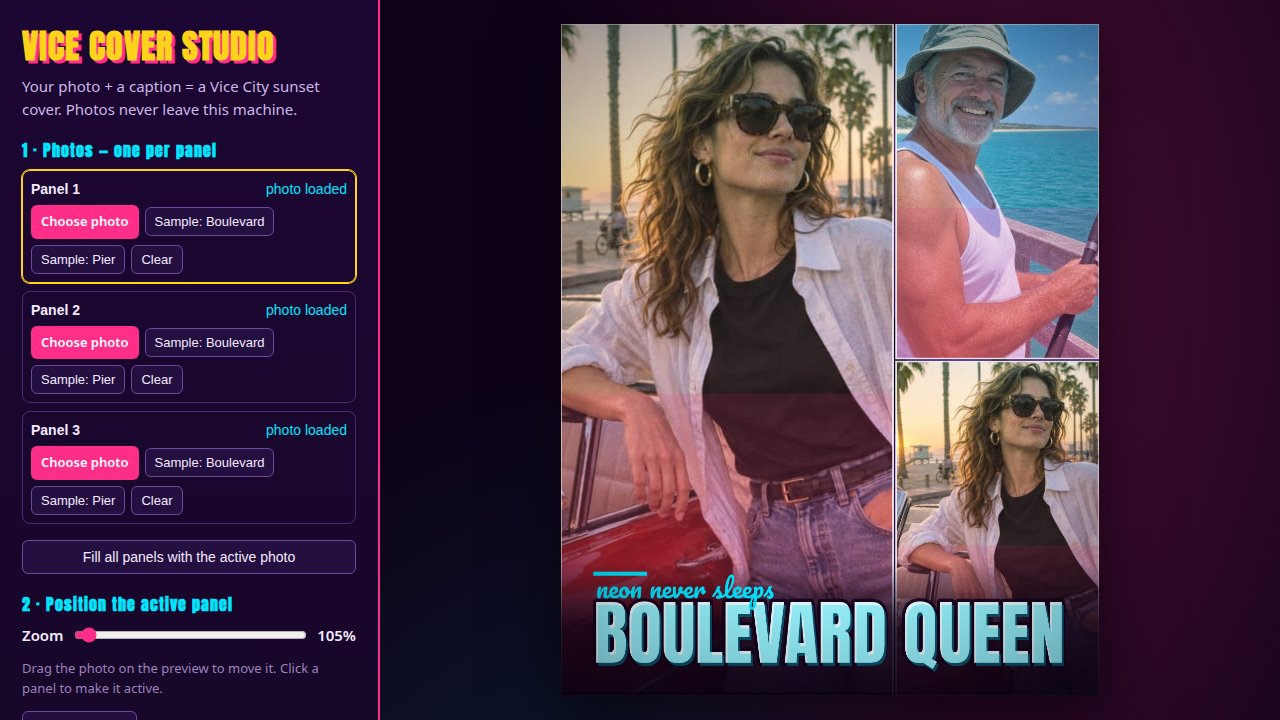 VICE COVER STUDIO
Your photo + a caption = a Vice City sunset
cover. Photos never leave this machine.
1 · Photos – one per panel
Panel 1 photo loaded
Choose photo Sample: Boulevard
Sample: Pier Clear
Panel 2 photo loaded
Choose photo Sample: Boulevard
Sample: Pier Clear
Panel 3 photo loaded
Choose photo Sample: Boulevard
Sample: Pier Clear
Fill all panels with the active photo
2 · Position the active panel
Zoom 105%
Drag the photo on the preview to move it. Click a
panel to make it active.
neon never sleeps
BOULEVARD QUEEN